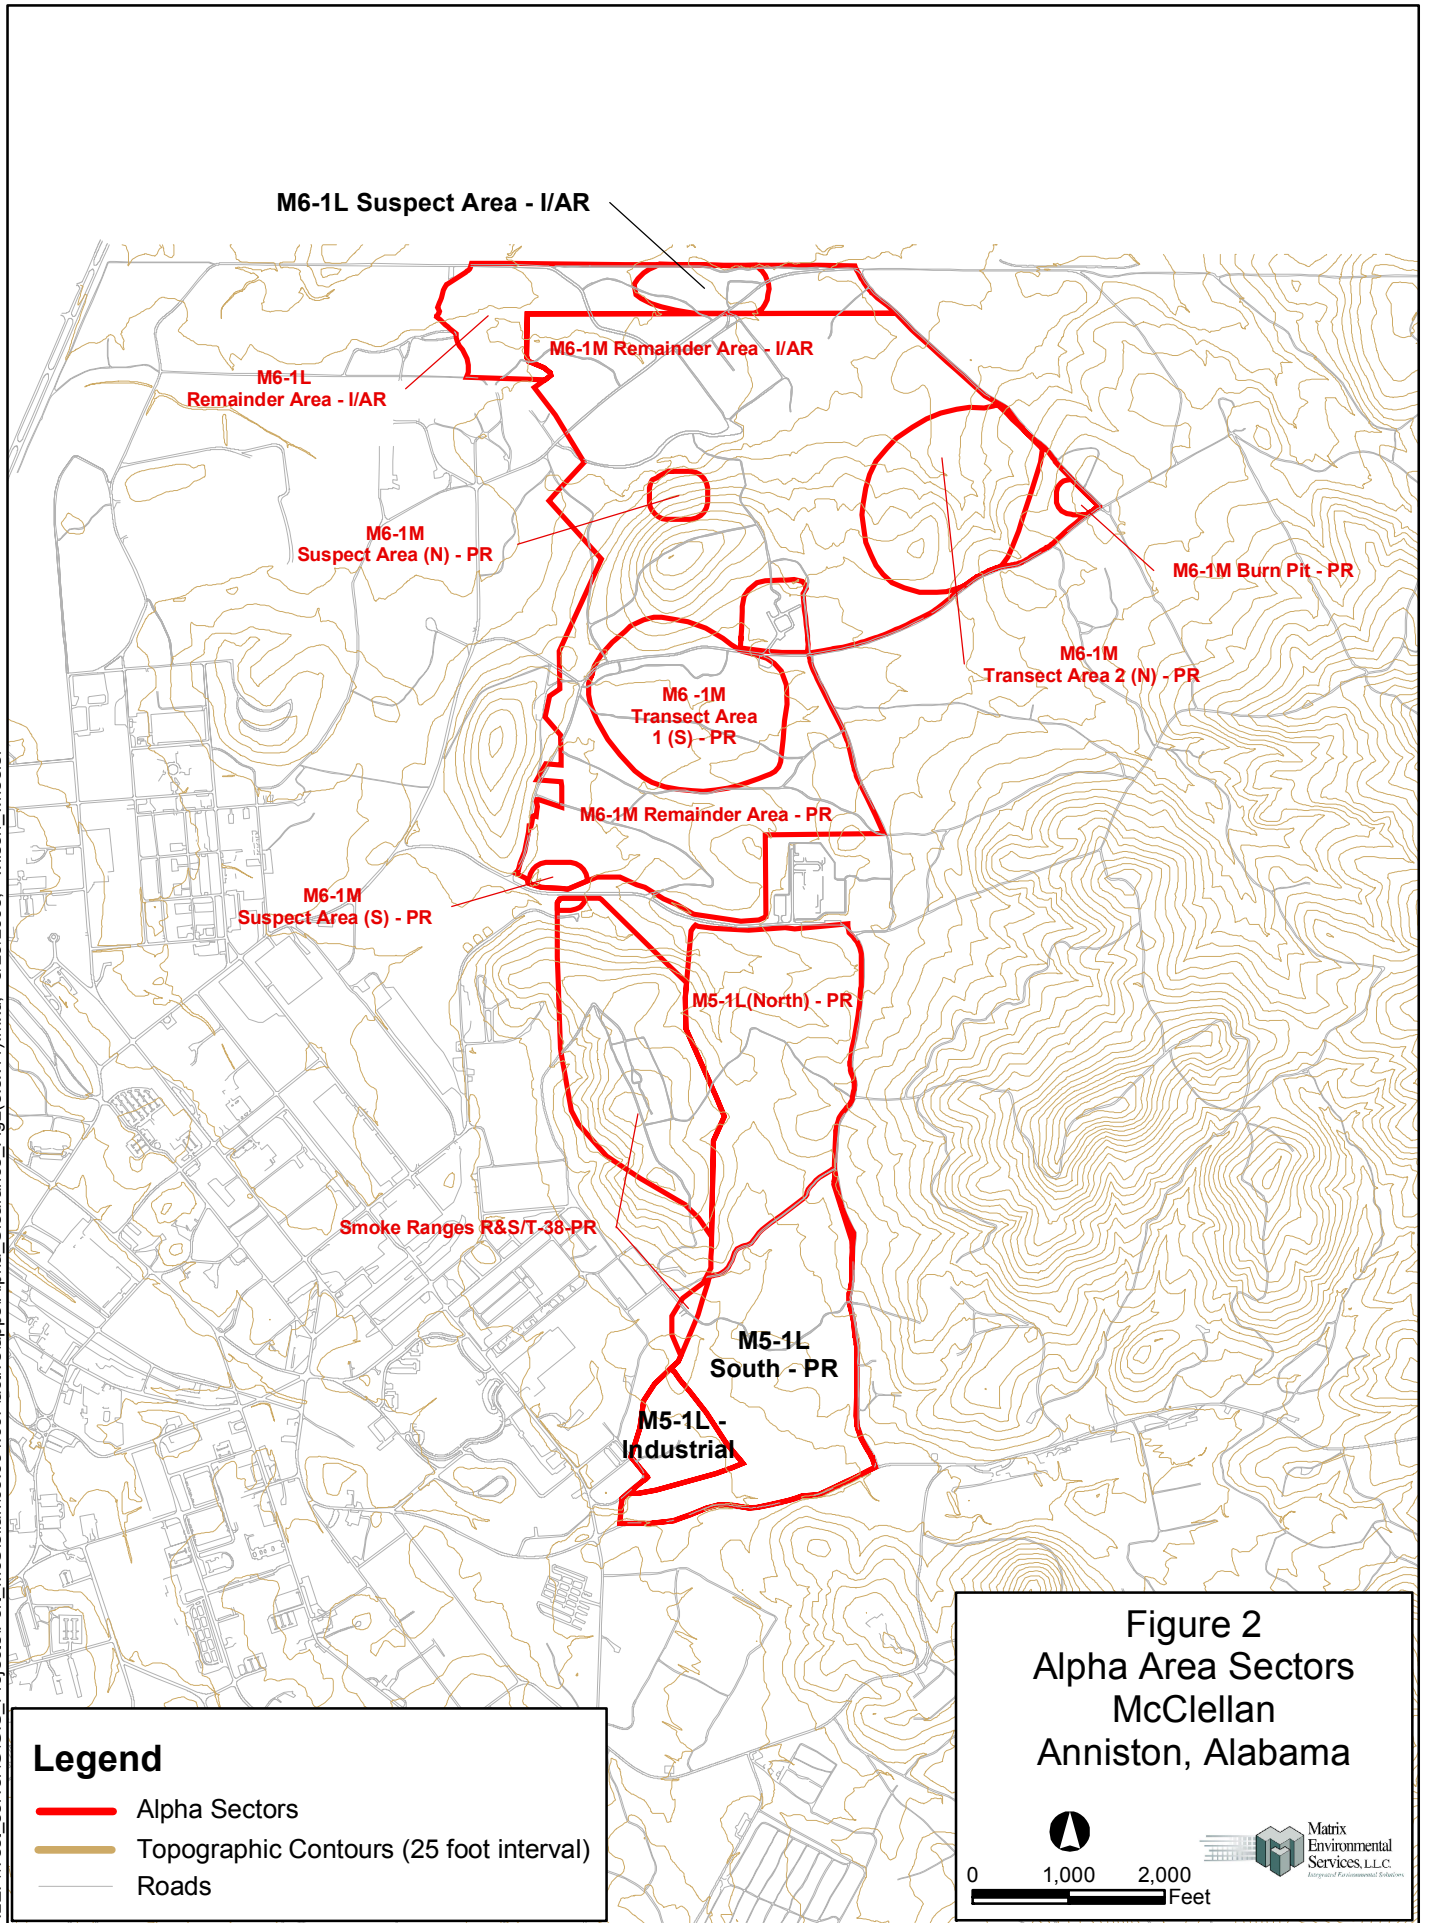 M6-1L Suspect Area - I/AR
M6-1M Remainder Area - I/AR
M6-1L
Remainder Area - I/AR
M6-1M
Suspect Area (N) - PR
M6-1M Burn Pit - PR
M6-1M
Transect Area 2 (N) - PR
M6 -1M
Transect Area
1 (S) - PR
M6-1M Remainder Area - PR
M6-1M
Suspect Area (S) - PR
M5-1L(North) - PR
Smoke Ranges R&S/T-38-PR
M5-1L
South - PR
M5-1L -
Industrial
Figure 2
Alpha Area Sectors
McClellan
Anniston, Alabama
0 1,000 2,000
Feet
Matrix
Environmental
Services, L.L.C.
Integrated Environmental Solutions
Legend
Alpha Sectors
Topographic Contours (25 foot interval)
Roads